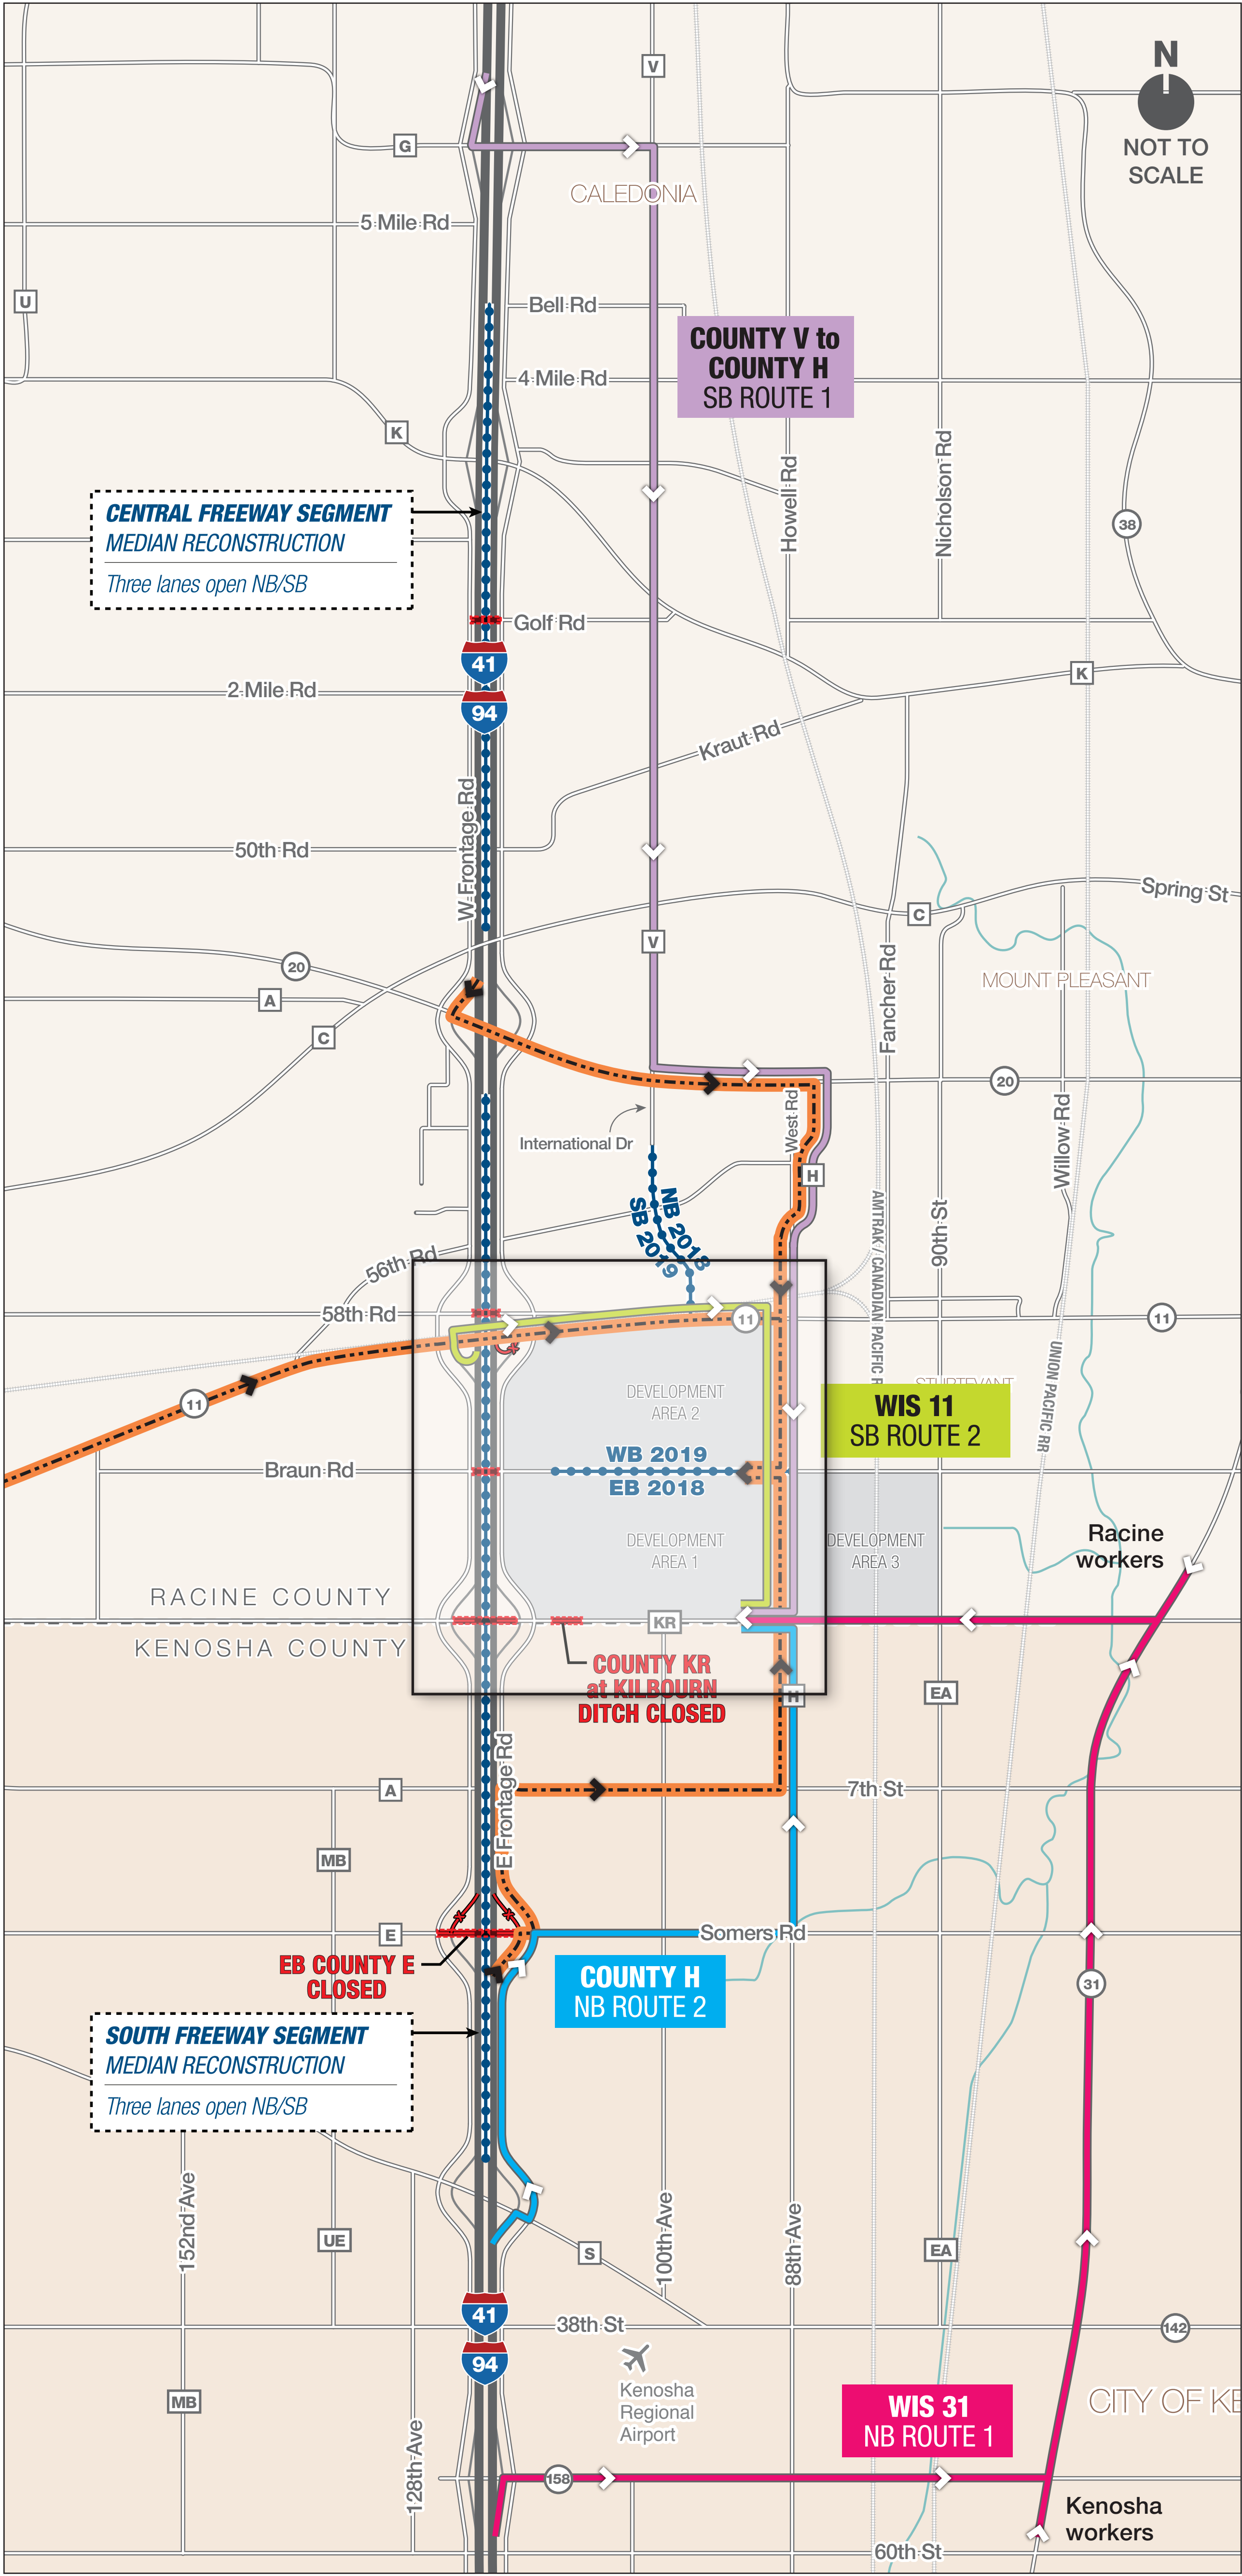 N
NOT TO
SCALE
V
G
CALEDONIA
5 Mile Rd
U
Bell Rd
COUNTY V to
COUNTY H
SB ROUTE 1
4 Mile Rd
K
Howell Rd
Nicholson Rd
38
CENTRAL FREEWAY SEGMENT
MEDIAN RECONSTRUCTION
Three lanes open NB/SB
Golf Rd
41
K
2 Mile Rd
94
Kraut Rd
W Frontage Rd
50th Rd
Spring St
C
V
20
MOUNT PLEASANT
A
Fancher Rd
C
20
West Rd
Willow Rd
International Dr
H
NB 2018
SB 2019
AMTRAK / CANADIAN PACIFIC R
90th St
56th Rd
58th Rd
11
11
UNION PACIFIC RR
STURTEVANT
DEVELOPMENT
AREA 2
WIS 11
SB ROUTE 2
11
WB 2019
Braun Rd
EB 2018
DEVELOPMENT
AREA 1
DEVELOPMENT
AREA 3
Racine
workers
RACINE COUNTY
KR
KENOSHA COUNTY
COUNTY KR
at KILBOURN
DITCH CLOSED
H
EA
E Frontage Rd
A
7th St
MB
E
Somers Rd
EB COUNTY E
CLOSED
COUNTY H
NB ROUTE 2
31
SOUTH FREEWAY SEGMENT
MEDIAN RECONSTRUCTION
Three lanes open NB/SB
152nd Ave
UE
S
100th Ave
88th Ave
EA
41
38th St
142
94
Kenosha
Regional
Airport
MB
CITY OF KE
WIS 31
NB ROUTE 1
128th Ave
158
Kenosha
workers
60th St